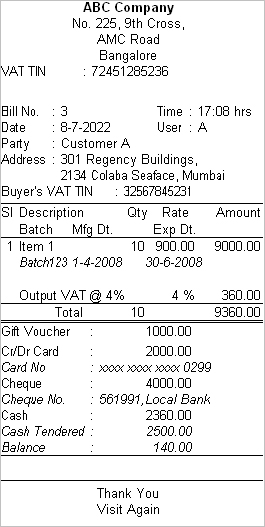 ABC Company
No. 225, 9th Cross,
AMC Road
Bangalore
VAT TIN : 72451285236
Bill No. : 3 Time : 17:08 hrs
Date : 8-7-2022 User : A
Party : Customer A
Address : 301 Regency Buildings,
2134 Colaba Seaface, Mumbai
Buyer's VAT TIN : 32567845231
Sl Description Qty Rate Amount
Batch Mfg Dt. Exp Dt.
1 Item 1 10 900.00 9000.00
Batch123 1-4-2008 30-6-2008
Output VAT @ 4% 4 % 360.00
Total 10 9360.00
Gift Voucher : 1000.00
Cr/Dr Card : 2000.00
Card No : xxxx xxxx xxxx 0299
Cheque : 4000.00
Cheque No. : 561991,Local Bank
Cash : 2360.00
Cash Tendered : 2500.00
Balance : 140.00
Thank You
Visit Again